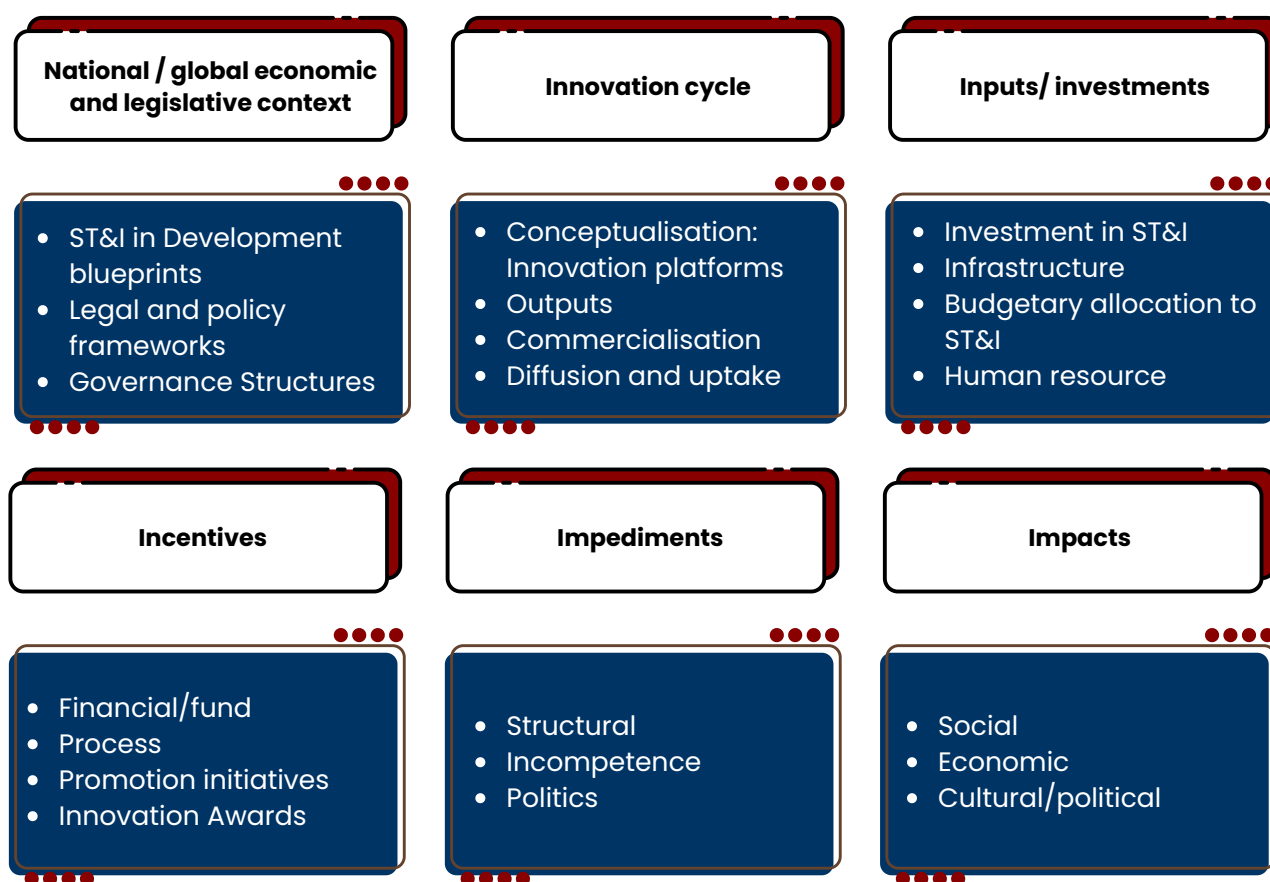 National / global economic
and legislative context
Innovation cycle
Inputs/ investments
• ST&I in Development
blueprints
• Legal and policy
frameworks
• Governance Structures
• Conceptualisation:
Innovation platforms
• Outputs
• Commercialisation
• Diffusion and uptake
• Investment in ST&I
• Infrastructure
• Budgetary allocation to
ST&I
• Human resource
Incentives
Impediments
Impacts
• Financial/fund
• Process
• Promotion initiatives
• Innovation Awards
• Structural
• Incompetence
• Politics
• Social
• Economic
• Cultural/political